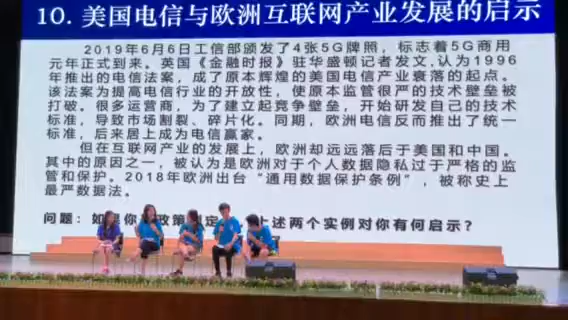 10. 美国电信与欧洲互联网产业发展的启示
2019年6月6日工信部颁发了4张5G牌照，标志着5G商用
元年正式到来。英国《金融时报》驻华盛顿记者发文,认为1996
年推出的电信法案，成了原本辉煌的美国电信产业衰落的起点。
该法案为提高电信行业的开放性，使原本监很严的技术壁垒被
打破。很多运营商，为了建立起竞争壁垒，开始研发自己的技术
标准，导致市场割裂、碎片化。同期，欧洲电信反而推出了统一
标准，后来居上成为电信赢家。
但在互联网产业的发展上，欧洲却远远落后于美国和中国。
其中的原因之一，被认为是欧洲对于个人数据隐私过于严格的监
管和保护。2018年欧洲出台“通用数据保护条例”，被称史上
最严数据法。
问题：如果你 政策制定 上述两个实例对你有何启示？